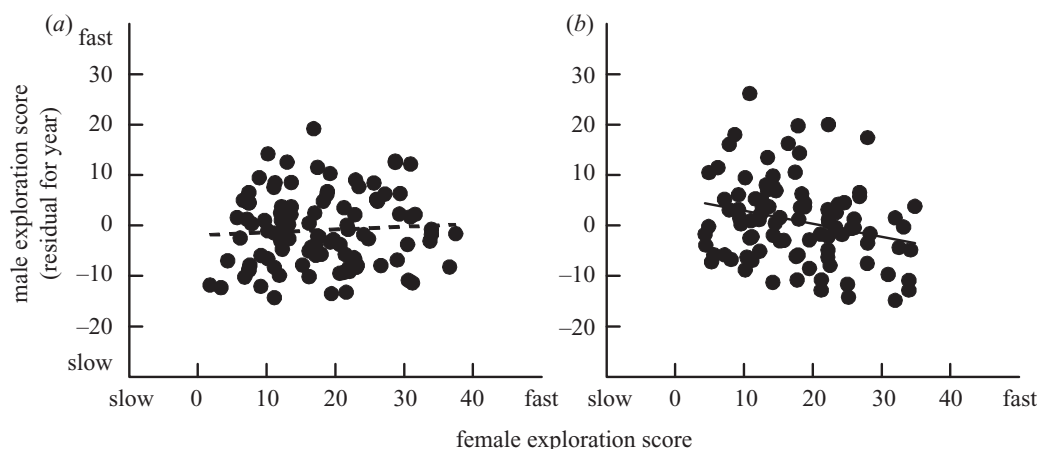 (a)
fast
30
20
10
0
–10
–20
slow
male exploration score
(residual for year)
slow 0 10 20 30 40 fast
(b)
30
20
10
0
–10
–20
slow 0 10 20 30 40 fast
female exploration score